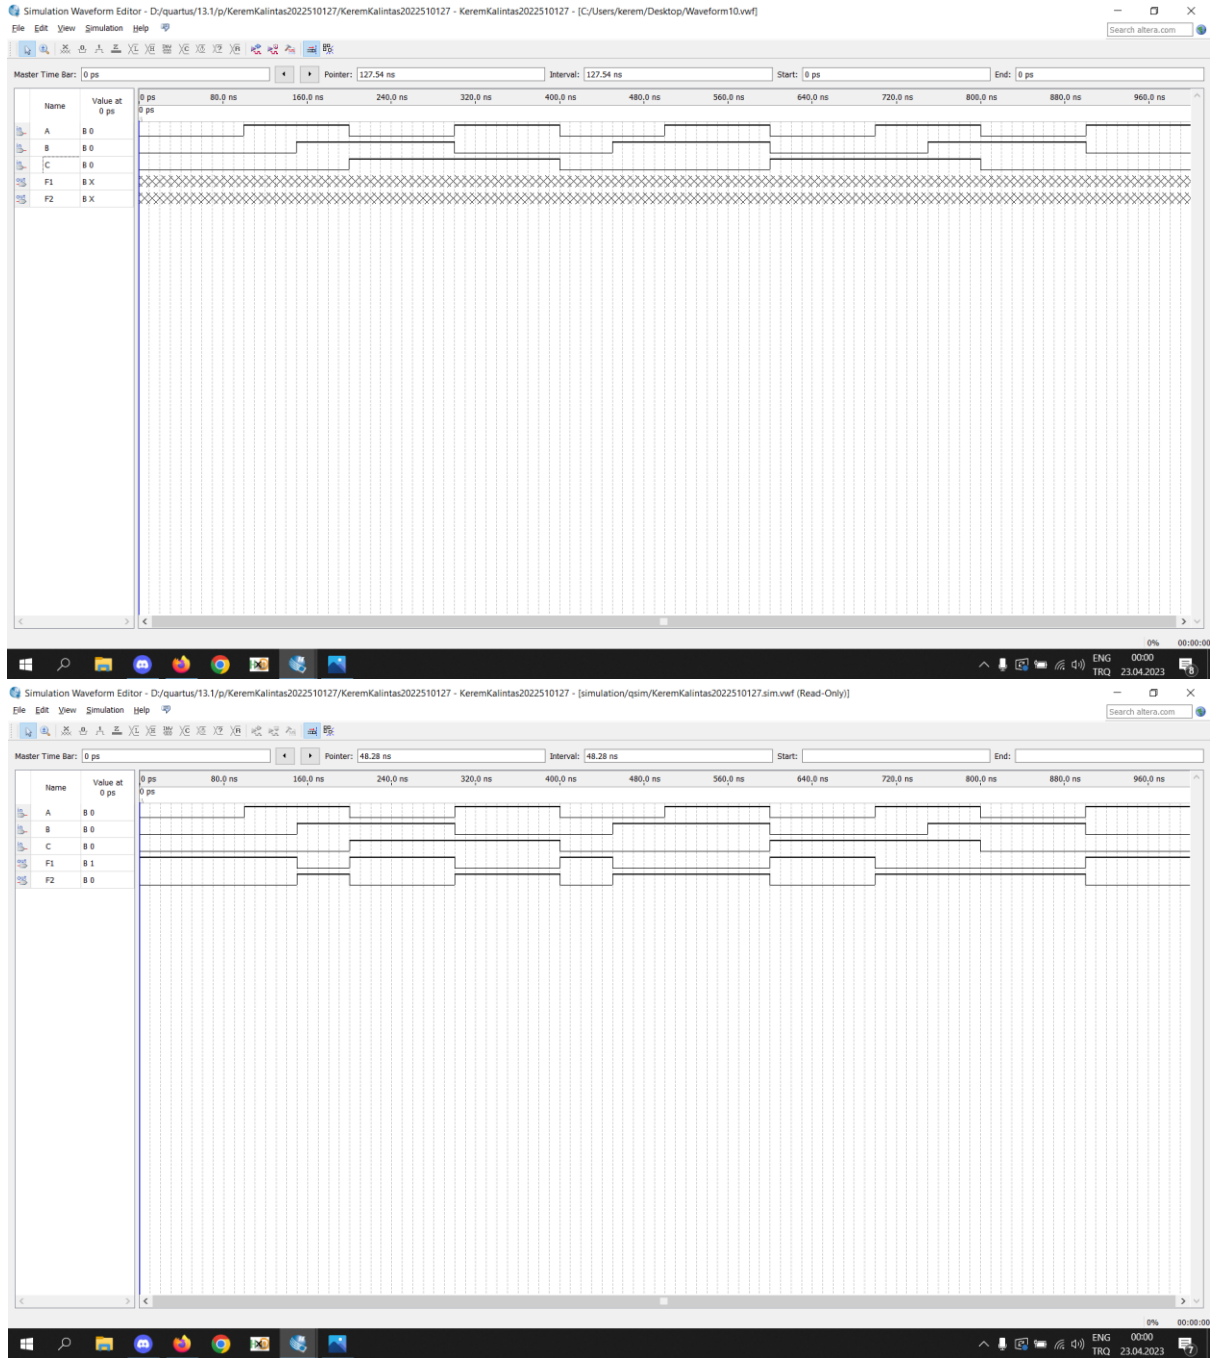 Simulation Waveform Editor - D:/quartus/13.1/p/KeremKalintas2022510127/KeremKalintas2022510127 - KeremKalintas2022510127 - [C:/Users/kerem/Desktop/Waveform10.vwf]
File Edit View Simulation Help
Search altera.com
Master Time Bar: 0 ps Pointer: 127.54 ns Interval: 127.54 ns Start: 0 ps End: 0 ps
Name Value at 0 ps
0 ps 80.0 ns 160.0 ns 240.0 ns 320.0 ns 400.0 ns 480.0 ns 560.0 ns 640.0 ns 720.0 ns 800.0 ns 880.0 ns 960.0 ns
0 ps
A B 0
B B 0
C B 0
F1 B X
F2 B X
0% 00:00:00
ENG 00:00
TRQ 23.04.2023 8
Simulation Waveform Editor - D:/quartus/13.1/p/KeremKalintas2022510127/KeremKalintas2022510127 - KeremKalintas2022510127 - [simulation/qsim/KeremKalintas2022510127.sim.vwf (Read-Only)]
File Edit View Simulation Help
Search altera.com
Master Time Bar: 0 ps Pointer: 48.28 ns Interval: 48.28 ns Start: End:
Name Value at 0 ps
0 ps 80.0 ns 160.0 ns 240.0 ns 320.0 ns 400.0 ns 480.0 ns 560.0 ns 640.0 ns 720.0 ns 800.0 ns 880.0 ns 960.0 ns
0 ps
A B 0
B B 0
C B 0
F1 B 1
F2 B 0
0% 00:00:00
ENG 00:00
TRQ 23.04.2023 7